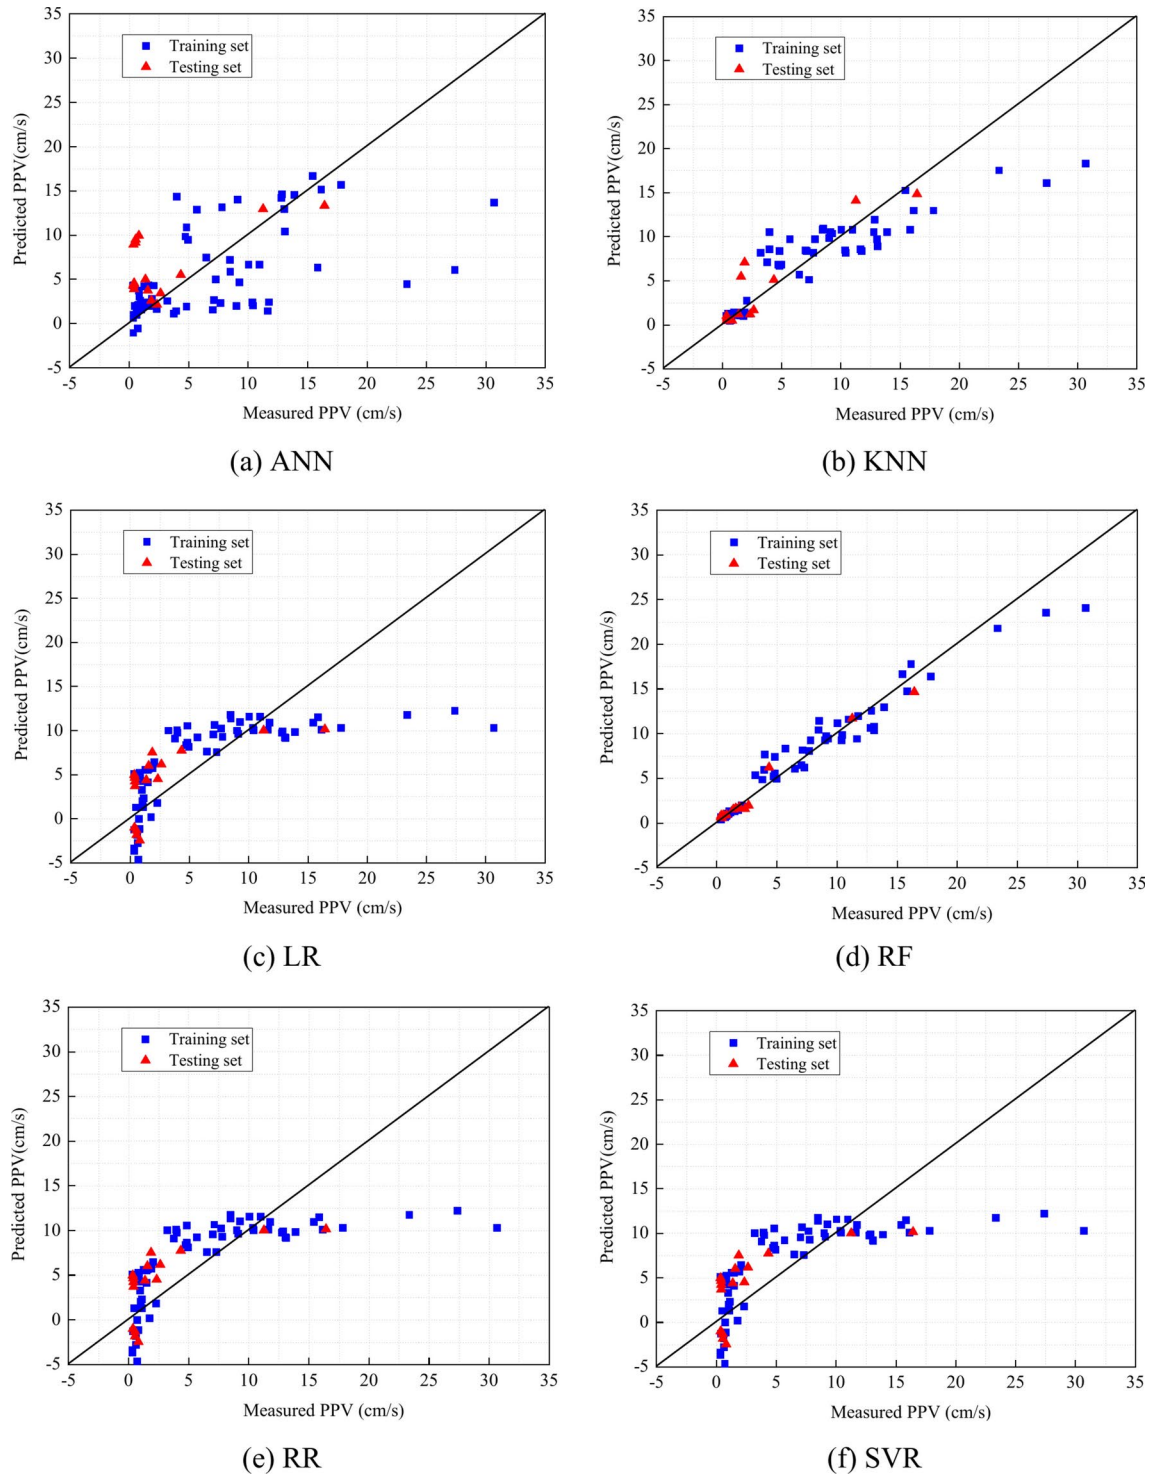 35
30
25
20
15
10
5
0
-5
Predicted PPV(cm/s)
Training set
Testing set
-5 0 5 10 15 20 25 30 35
Measured PPV (cm/s)
(a) ANN
35
30
25
20
15
10
5
0
-5
Predicted PPV(cm/s)
Training set
Testing set
-5 0 5 10 15 20 25 30 35
Measured PPV (cm/s)
(b) KNN
35
30
25
20
15
10
5
0
-5
Predicted PPV(cm/s)
Training set
Testing set
-5 0 5 10 15 20 25 30 35
Measured PPV (cm/s)
(c) LR
35
30
25
20
15
10
5
0
-5
Predicted PPV(cm/s)
Training set
Testing set
-5 0 5 10 15 20 25 30 35
Measured PPV (cm/s)
(d) RF
35
30
25
20
15
10
5
0
-5
Predicted PPV(cm/s)
Training set
Testing set
-5 0 5 10 15 20 25 30 35
Measured PPV (cm/s)
(e) RR
35
30
25
20
15
10
5
0
-5
Predicted PPV(cm/s)
Training set
Testing set
-5 0 5 10 15 20 25 30 35
Measured PPV (cm/s)
(f) SVR